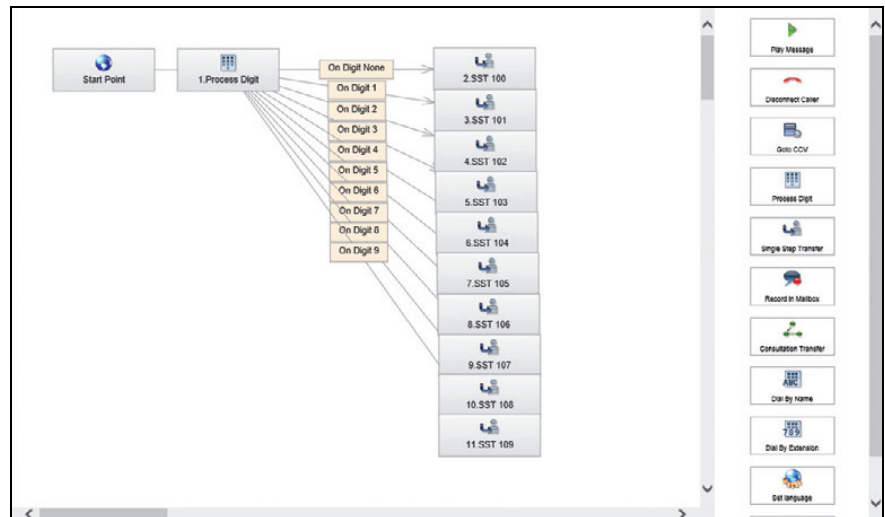 Start Point
1.Process Digit
On Digit None
On Digit 1
On Digit 2
On Digit 3
On Digit 4
On Digit 5
On Digit 6
On Digit 7
On Digit 8
On Digit 9
2.SST 100
3.SST 101
4.SST 102
5.SST 103
6.SST 104
7.SST 105
8.SST 106
9.SST 107
10.SST 108
11.SST 109
Play Message
Disconnect Caller
Goto CCV
Process Digit
Single Step Transfer
Record In Mailbox
Consultation Transfer
ABC
Dial By Name
789
Dial By Extension
Set language